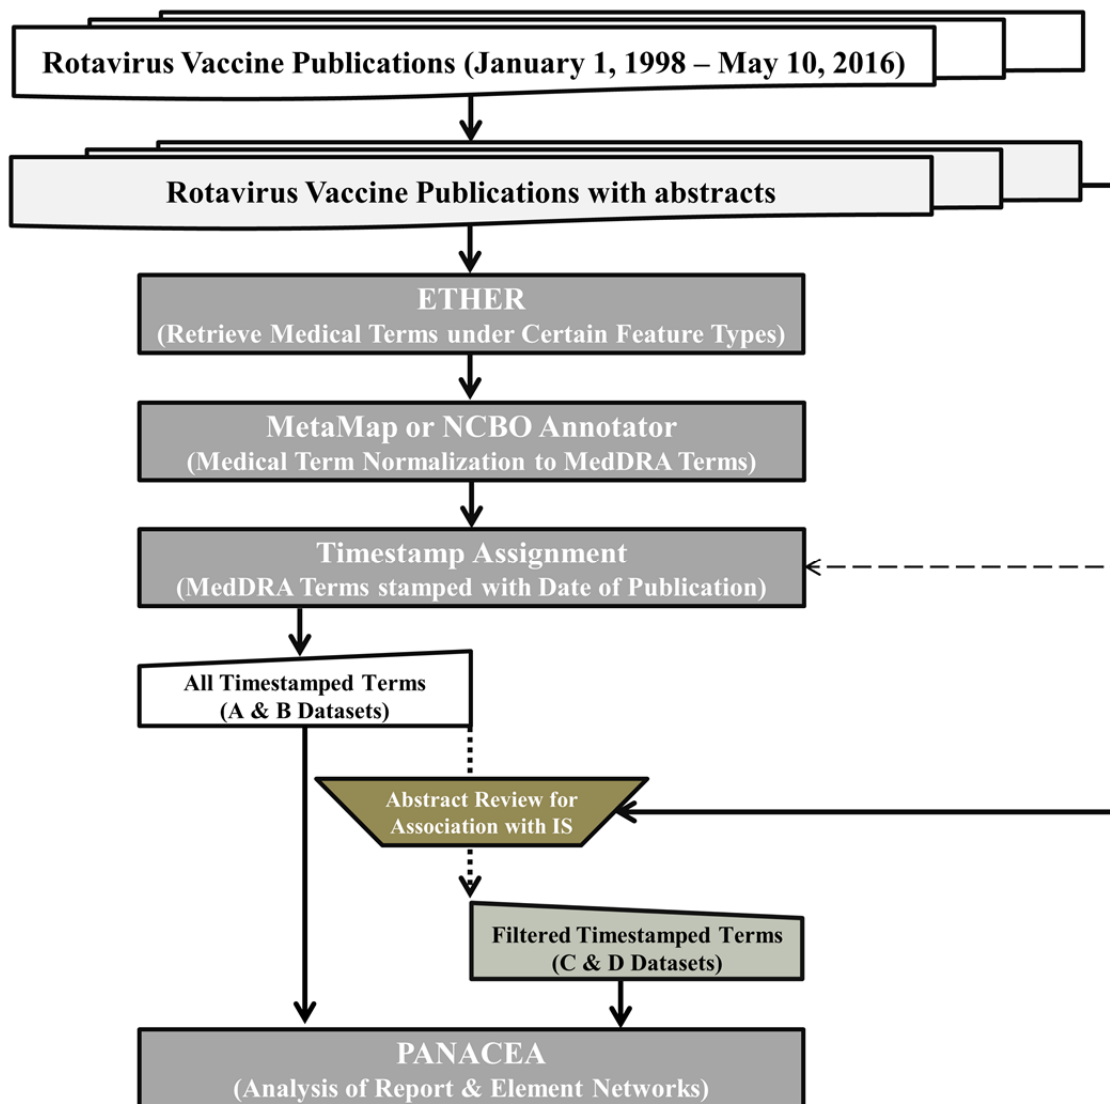 Rotavirus Vaccine Publications (January 1, 1998 – May 10, 2016)
Rotavirus Vaccine Publications with abstracts
ETHER
(Retrieve Medical Terms under Certain Feature Types)
MetaMap or NCBO Annotator
(Medical Term Normalization to MedDRA Terms)
Timestamp Assignment
(MedDRA Terms stamped with Date of Publication)
All Timestamped Terms
(A & B Datasets)
Abstract Review for
Association with IS
Filtered Timestamped Terms
(C & D Datasets)
PANACEA
(Analysis of Report & Element Networks)